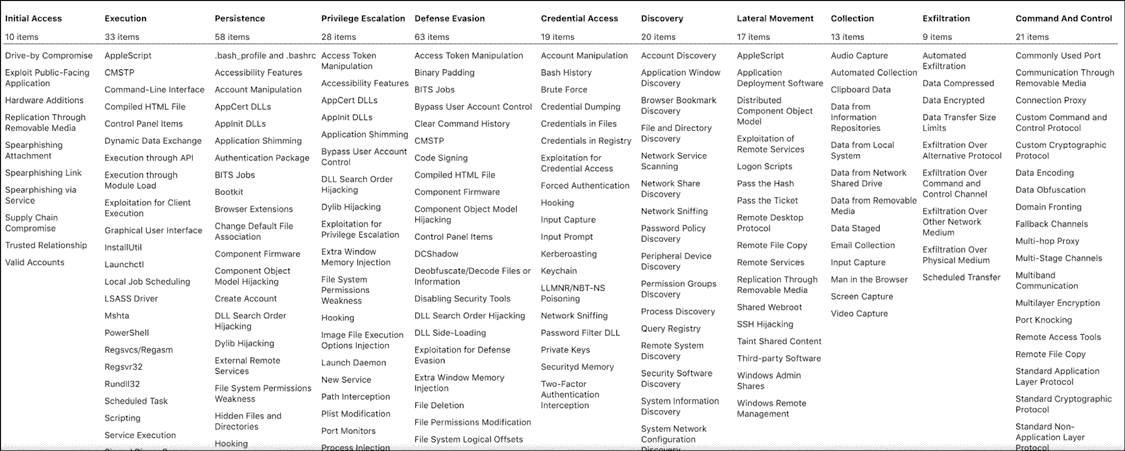 Initial Access
10 items
Drive-by Compromise
Exploit Public-Facing
Application
Hardware Additions
Replication Through
Removable Media
Spearphishing
Attachment
Spearphishing Link
Spearphishing via
Service
Supply Chain
Compromise
Trusted Relationship
Valid Accounts
Execution
33 items
AppleScript
CMSTP
Command-Line Interface
Compiled HTML File
Control Panel Items
Dynamic Data Exchange
Execution through API
Execution through
Module Load
Exploitation for Client
Execution
Graphical User Interface
InstallUtil
Launchctl
Local Job Scheduling
LSASS Driver
Mshta
PowerShell
Regsvcs/Regasm
Regsvr32
Rundll32
Scheduled Task
Scripting
Service Execution
Persistence
58 items
.bash_profile and .bashrc
Accessibility Features
Account Manipulation
AppCert DLLs
AppInit DLLs
Application Shimming
Authentication Package
BITS Jobs
Bootkit
Browser Extensions
Change Default File
Association
Component Firmware
Component Object
Model Hijacking
Create Account
DLL Search Order
Hijacking
Dylib Hijacking
External Remote
Services
File System Permissions
Weakness
Hidden Files and
Directories
Hooking
Privilege Escalation
28 items
Access Token
Manipulation
Accessibility Features
AppCert DLLs
AppInit DLLs
Application Shimming
Bypass User Account
Control
DLL Search Order
Hijacking
Dylib Hijacking
Exploitation for
Privilege Escalation
Extra Window
Memory Injection
File System
Permissions
Weakness
Hooking
Image File Execution
Options Injection
Launch Daemon
New Service
Path Interception
Plist Modification
Port Monitors
Process Injection
Defense Evasion
63 items
Access Token Manipulation
Binary Padding
BITS Jobs
Bypass User Account Control
Clear Command History
CMSTP
Code Signing
Compiled HTML File
Component Firmware
Component Object Model
Hijacking
Control Panel Items
DCShadow
Deobfuscate/Decode Files or
Information
Disabling Security Tools
DLL Search Order Hijacking
DLL Side-Loading
Exploitation for Defense
Evasion
Extra Window Memory
Injection
File Deletion
File Permissions Modification
File System Logical Offsets
Credential Access
19 items
Account Manipulation
Bash History
Brute Force
Credential Dumping
Credentials in Files
Credentials in Registry
Exploitation for
Credential Access
Forced Authentication
Hooking
Input Capture
Input Prompt
Kerberoasting
Keychain
LLMNR/NBT-NS
Poisoning
Network Sniffing
Password Filter DLL
Private Keys
Securityd Memory
Two-Factor
Authentication
Interception
Discovery
20 items
Account Discovery
Application Window
Discovery
Browser Bookmark
Discovery
File and Directory
Discovery
Network Service
Scanning
Network Share
Discovery
Network Sniffing
Password Policy
Discovery
Peripheral Device
Discovery
Permission Groups
Discovery
Process Discovery
Query Registry
Remote System
Discovery
Security Software
Discovery
System Information
Discovery
System Network
Configuration
Discovery
Lateral Movement
17 items
AppleScript
Application
Deployment Software
Distributed
Component Object
Model
Exploitation of
Remote Services
Logon Scripts
Pass the Hash
Pass the Ticket
Remote Desktop
Protocol
Remote File Copy
Remote Services
Replication Through
Removable Media
Shared Webroot
SSH Hijacking
Taint Shared Content
Third-party Software
Windows Admin
Shares
Windows Remote
Management
Collection
13 items
Audio Capture
Automated Collection
Clipboard Data
Data from
Information
Repositories
Data from Local
System
Data from Network
Shared Drive
Data from Removable
Media
Data Staged
Email Collection
Input Capture
Man in the Browser
Screen Capture
Video Capture
Exfiltration
9 items
Automated
Exfiltration
Data Compressed
Data Encrypted
Data Transfer Size
Limits
Exfiltration Over
Alternative Protocol
Exfiltration Over
Command and
Control Channel
Exfiltration Over
Other Network
Medium
Exfiltration Over
Physical Medium
Scheduled Transfer
Command And Control
21 items
Commonly Used Port
Communication Through
Removable Media
Connection Proxy
Custom Command and
Control Protocol
Custom Cryptographic
Protocol
Data Encoding
Data Obfuscation
Domain Fronting
Fallback Channels
Multi-hop Proxy
Multi-Stage Channels
Multiband
Communication
Multilayer Encryption
Port Knocking
Remote Access Tools
Remote File Copy
Standard Application
Layer Protocol
Standard Cryptographic
Protocol
Standard Non-
Application Layer
Protocol